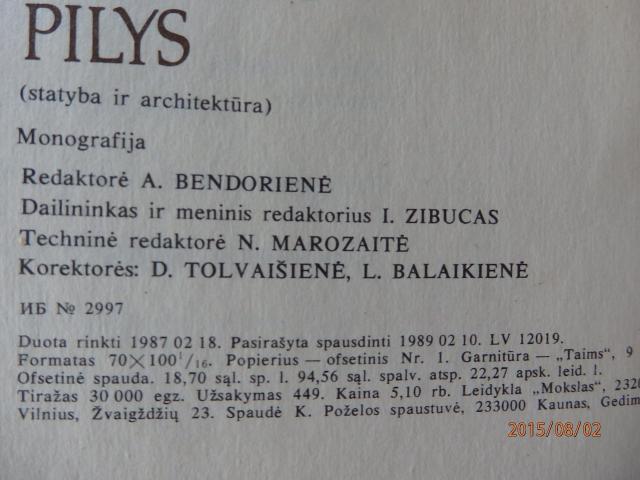 PILYS
(statyba ir architektūra)
Monografija
Redaktorė A. BENDORIENĖ
Dailininkas ir meninis redaktorius I. ZIBUCAS
Techninė redaktorė N. MAROZAITĖ
Korektorės: D. TOLVAIŠIENĖ, L. BALAIKIENĖ
ИБ № 2997
Duota rinkti 1987 02 18. Pasirašyta spausdinti 1989 02 10. LV 12019.
Formatas 70×100¹/₁₆. Popierius — ofsetinis Nr. 1. Garnitūra — „Taims", 9
Ofsetinė spauda. 18,70 sąl. sp. l. 94,56 sąl. spalv. atsp. 22,27 apsk. leid. l.
Tiražas 30 000 egz. Užsakymas 449. Kaina 5,10 rb. Leidykla „Mokslas", 2320
Vilnius, Žvaigždžių 23. Spaudė K. Poželos spaustuvė, 233000 Kaunas, Gedim
2015/08/02